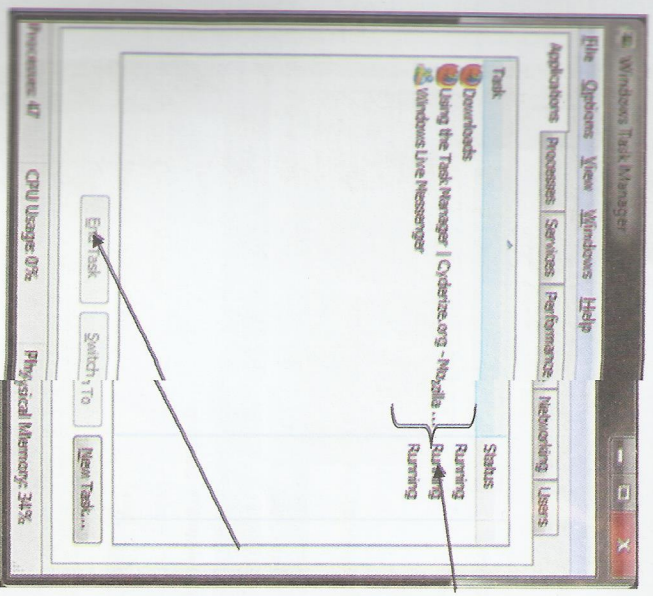 Windows Task Manager
File Options View Windows Help
Applications Processes Services Performance Networking Users
Task Status
Downloads Running
Using the Task Manager | Cyderize.org - Mozilla ... Running
Windows Live Messenger Running
End Task Switch To New Task...
Processes: 47 CPU Usage: 0% Physical Memory: 34%